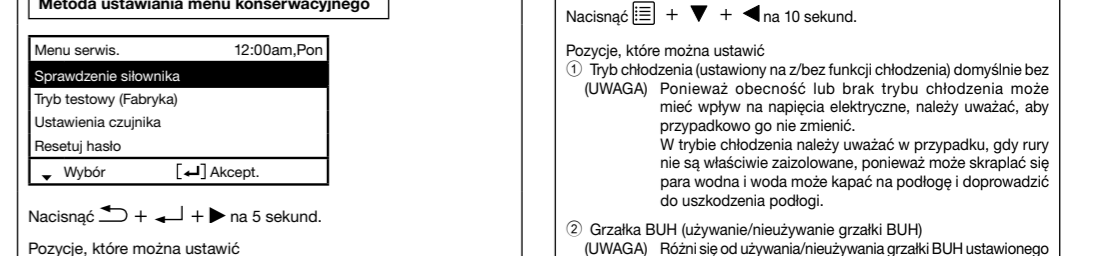 Metoda ustawiania menu konserwacyjnego
Menu serwis. 12:00am,Pon
Sprawdzenie siłownika
Tryb testowy (Fabryka)
Ustawienia czujnika
Resetuj hasło
Wybór [↵] Akcept.
Nacisnąć ⮌ + ↵ + ▶ na 5 sekund.
Pozycje, które można ustawić
Nacisnąć + ▼ + ◀ na 10 sekund.
Pozycje, które można ustawić
① Tryb chłodzenia (ustawiony na z/bez funkcji chłodzenia) domyślnie bez
(UWAGA) Ponieważ obecność lub brak trybu chłodzenia może
mieć wpływ na napięcia elektryczne, należy uważać, aby
przypadkowo go nie zmienić.
W trybie chłodzenia należy uważać w przypadku, gdy rury
nie są właściwie zaizolowane, ponieważ może skraplać się
para wodna i woda może kapać na podłogę i doprowadzić
do uszkodzenia podłogi.
② Grzałka BUH (używanie/nieużywanie grzałki BUH)
(UWAGA) Różni się od używania/nieużywania grzałki BUH ustawionego